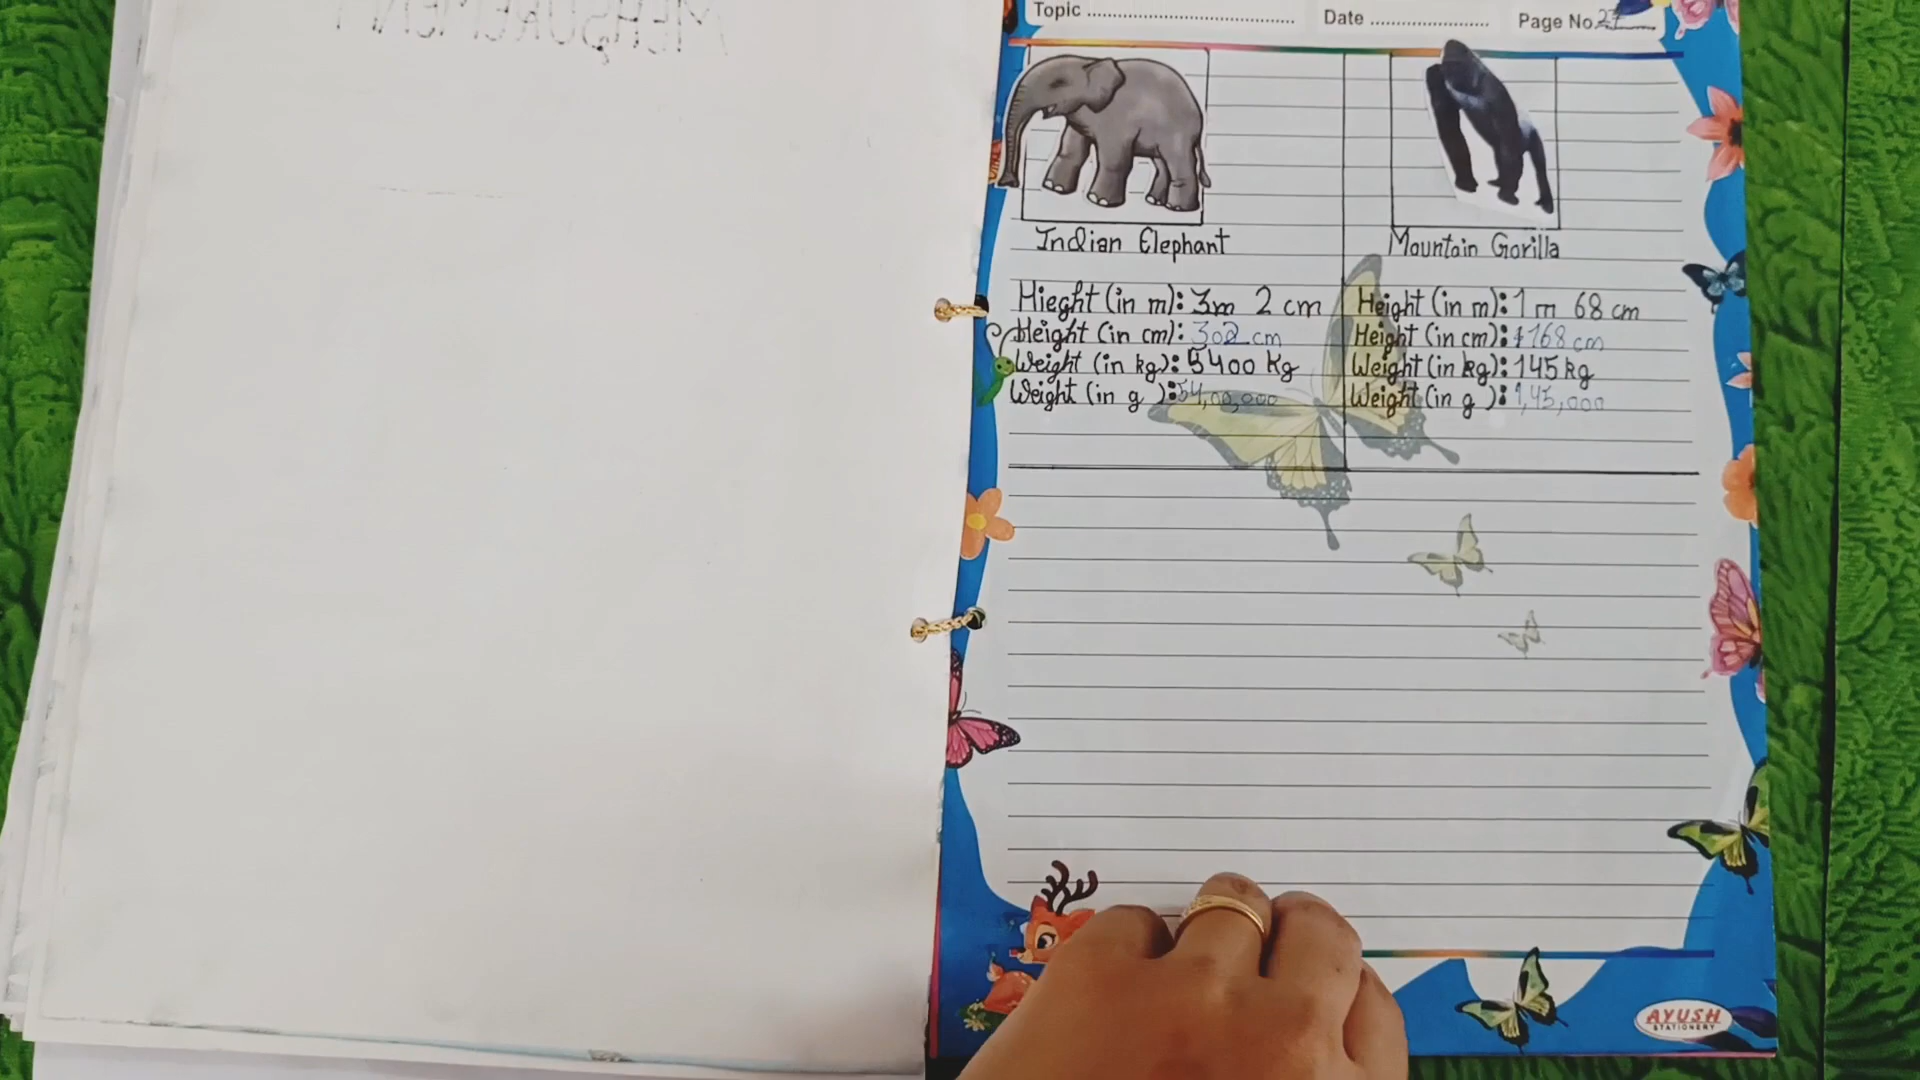 MEASUREMENT
Topic ........ Date ........ Page No. 27
Indian Elephant
Hieght (in m): 3m 2 cm
Height (in cm): 302 cm
Weight (in kg): 5400 Kg
Weight (in g ): 54,00,000
Mountain Gorilla
Height (in m): 1 m 68 cm
Height (in cm): 168 cm
Weight (in kg): 145 kg
Weight (in g ): 1,45,000
AYUSH
STATIONERY